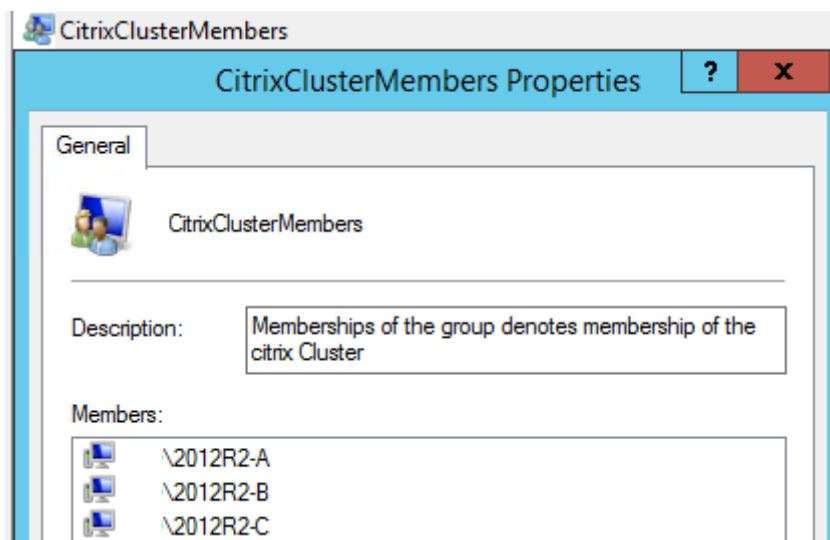 CitrixClusterMembers
CitrixClusterMembers Properties
?
x
General
CitrixClusterMembers
Description:
Memberships of the group denotes membership of the
citrix Cluster
Members:
\2012R2-A
\2012R2-B
\2012R2-C